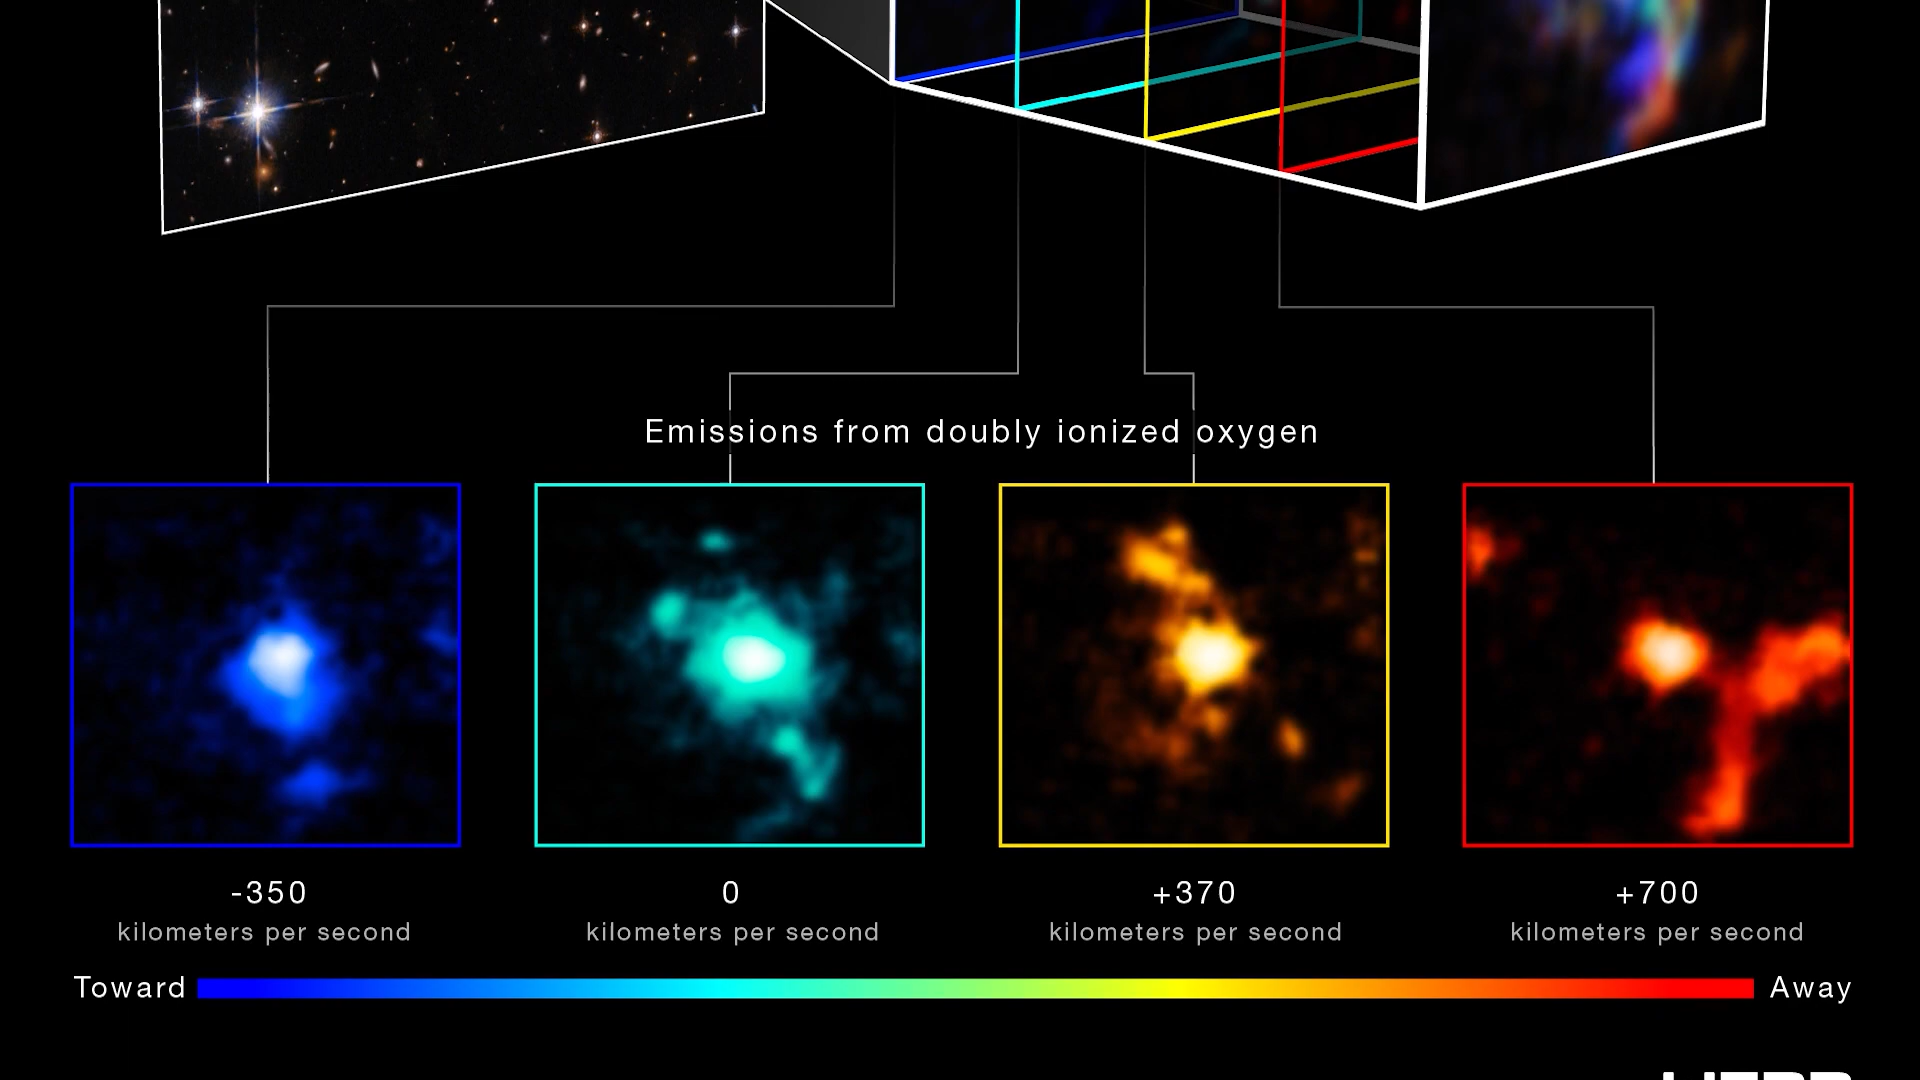 Emissions from doubly ionized oxygen
-350
kilometers per second
0
kilometers per second
+370
kilometers per second
+700
kilometers per second
Toward
Away